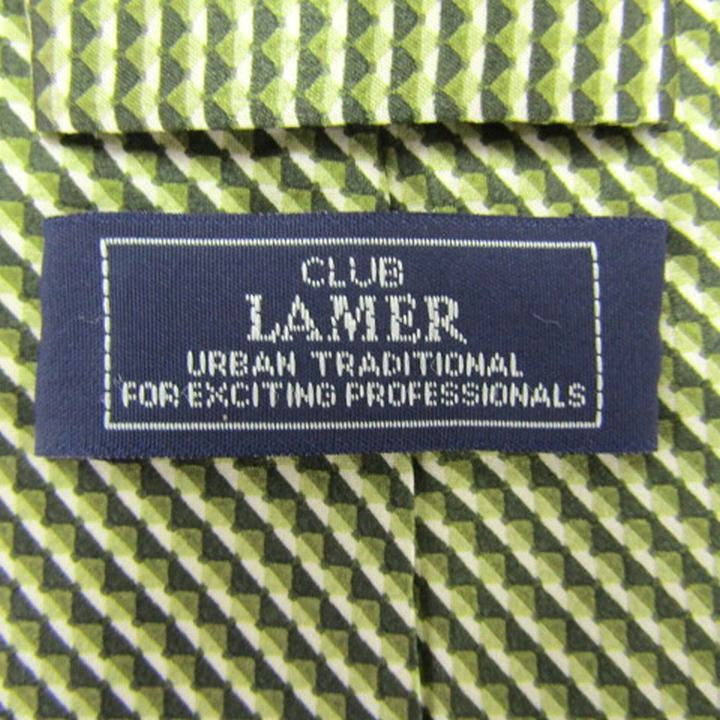 CLUB
LAMER
URBAN TRADITIONAL
FOR EXCITING PROFESSIONALS